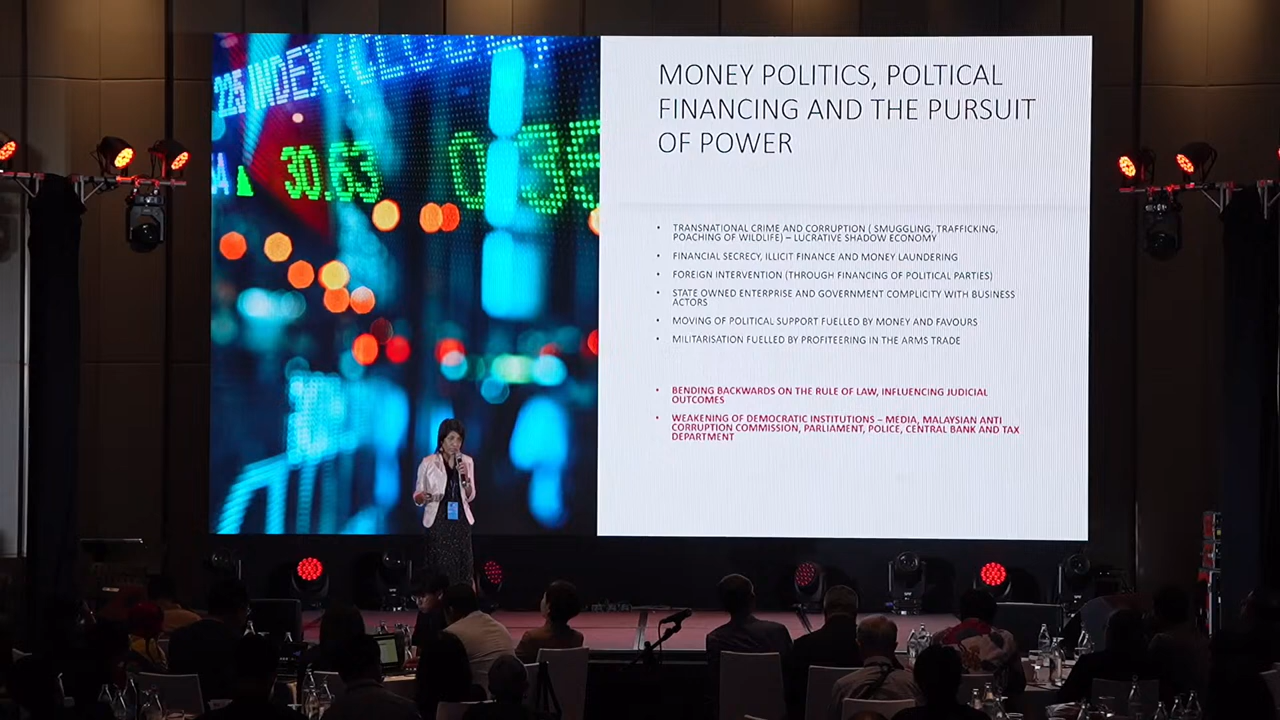 225 INDEX
30.63
MONEY POLITICS, POLTICAL
FINANCING AND THE PURSUIT
OF POWER
• TRANSNATIONAL CRIME AND CORRUPTION ( SMUGGLING, TRAFFICKING,
POACHING OF WILDLIFE) – LUCRATIVE SHADOW ECONOMY
• FINANCIAL SECRECY, ILLICIT FINANCE AND MONEY LAUNDERING
• FOREIGN INTERVENTION (THROUGH FINANCING OF POLITICAL PARTIES)
• STATE OWNED ENTERPRISE AND GOVERNMENT COMPLICITY WITH BUSINESS
ACTORS
• MOVING OF POLITICAL SUPPORT FUELLED BY MONEY AND FAVOURS
• MILITARISATION FUELLED BY PROFITEERING IN THE ARMS TRADE
• BENDING BACKWARDS ON THE RULE OF LAW, INFLUENCING JUDICIAL
OUTCOMES
• WEAKENING OF DEMOCRATIC INSTITUTIONS – MEDIA, MALAYSIAN ANTI
CORRUPTION COMMISSION, PARLIAMENT, POLICE, CENTRAL BANK AND TAX
DEPARTMENT